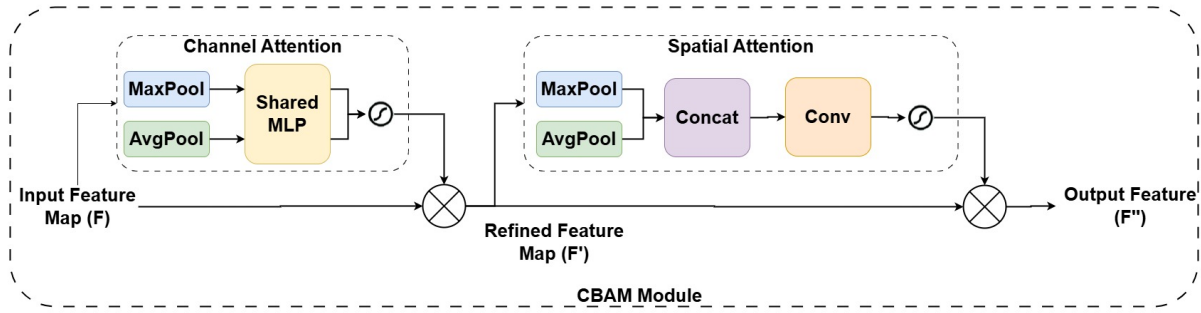 Channel Attention
MaxPool
AvgPool
Shared
MLP
Spatial Attention
MaxPool
AvgPool
Concat
Conv
Input Feature
Map (F)
Refined Feature
Map (F')
Output Feature
(F'')
CBAM Module